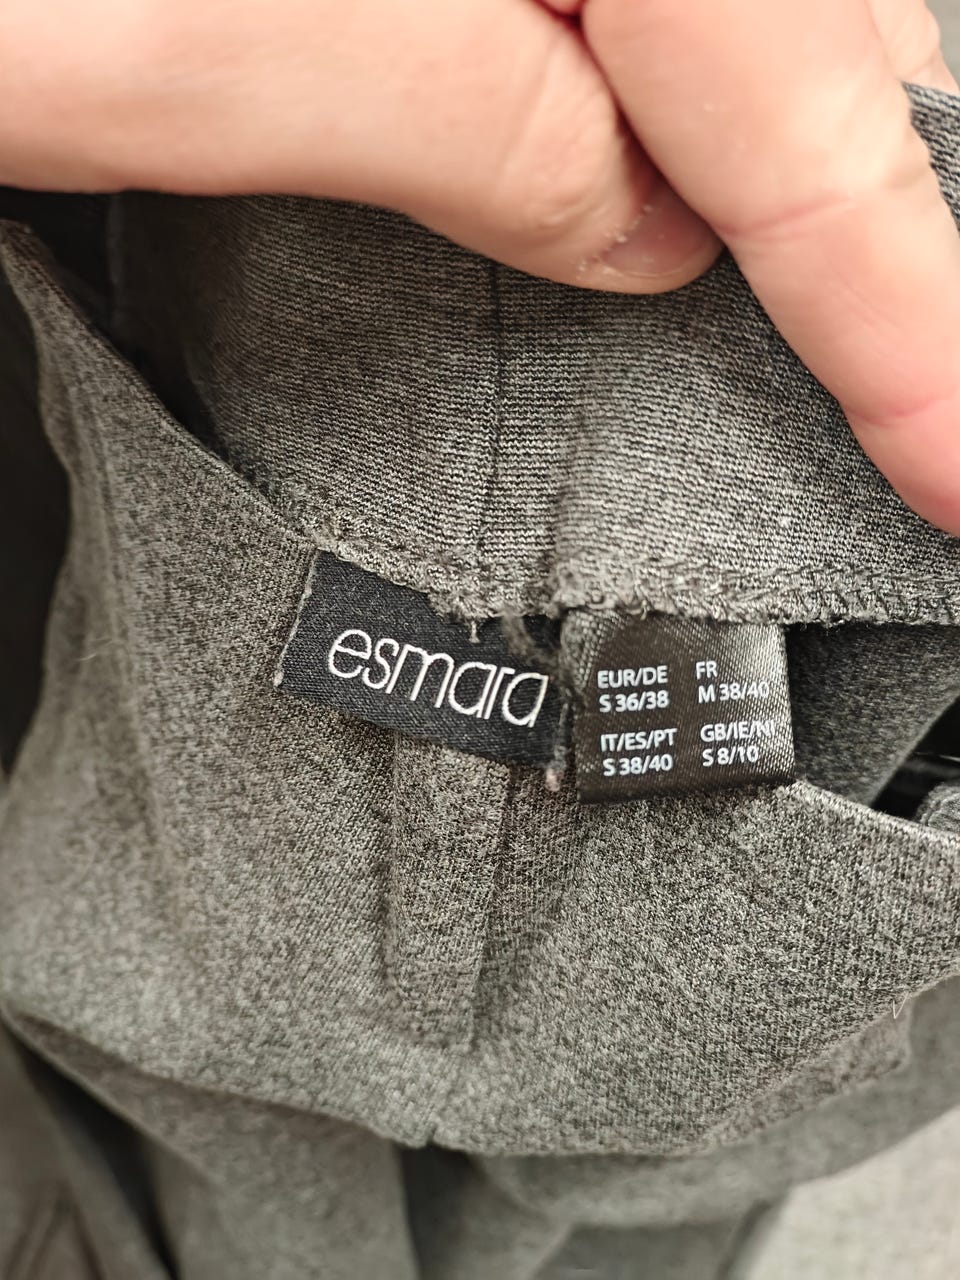 esmara
EUR/DE FR
S 36/38 M 38/40
IT/ES/PT GB/IE/NI
S 38/40 S 8/10